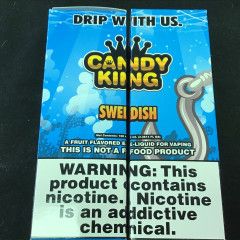 DRIP WITH US.
CANDY
KING
SWEDISH
A FRUIT FLAVORED E-LIQUID FOR VAPING
THIS IS NOT A FOOD PRODUCT
WARNING: This
product contains
nicotine. Nicotine
is an addictive
chemical.